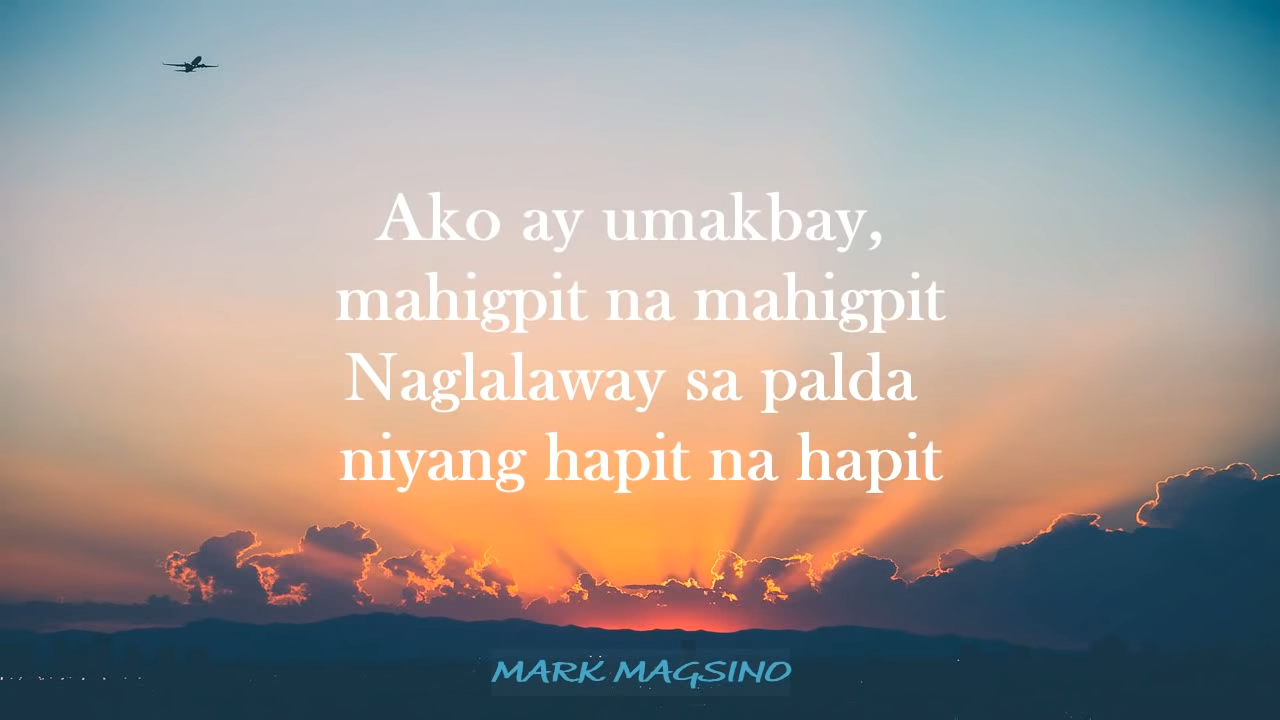 Ako ay umakbay,
mahigpit na mahigpit
Naglalaway sa palda
niyang hapit na hapit
MARK MAGSINO